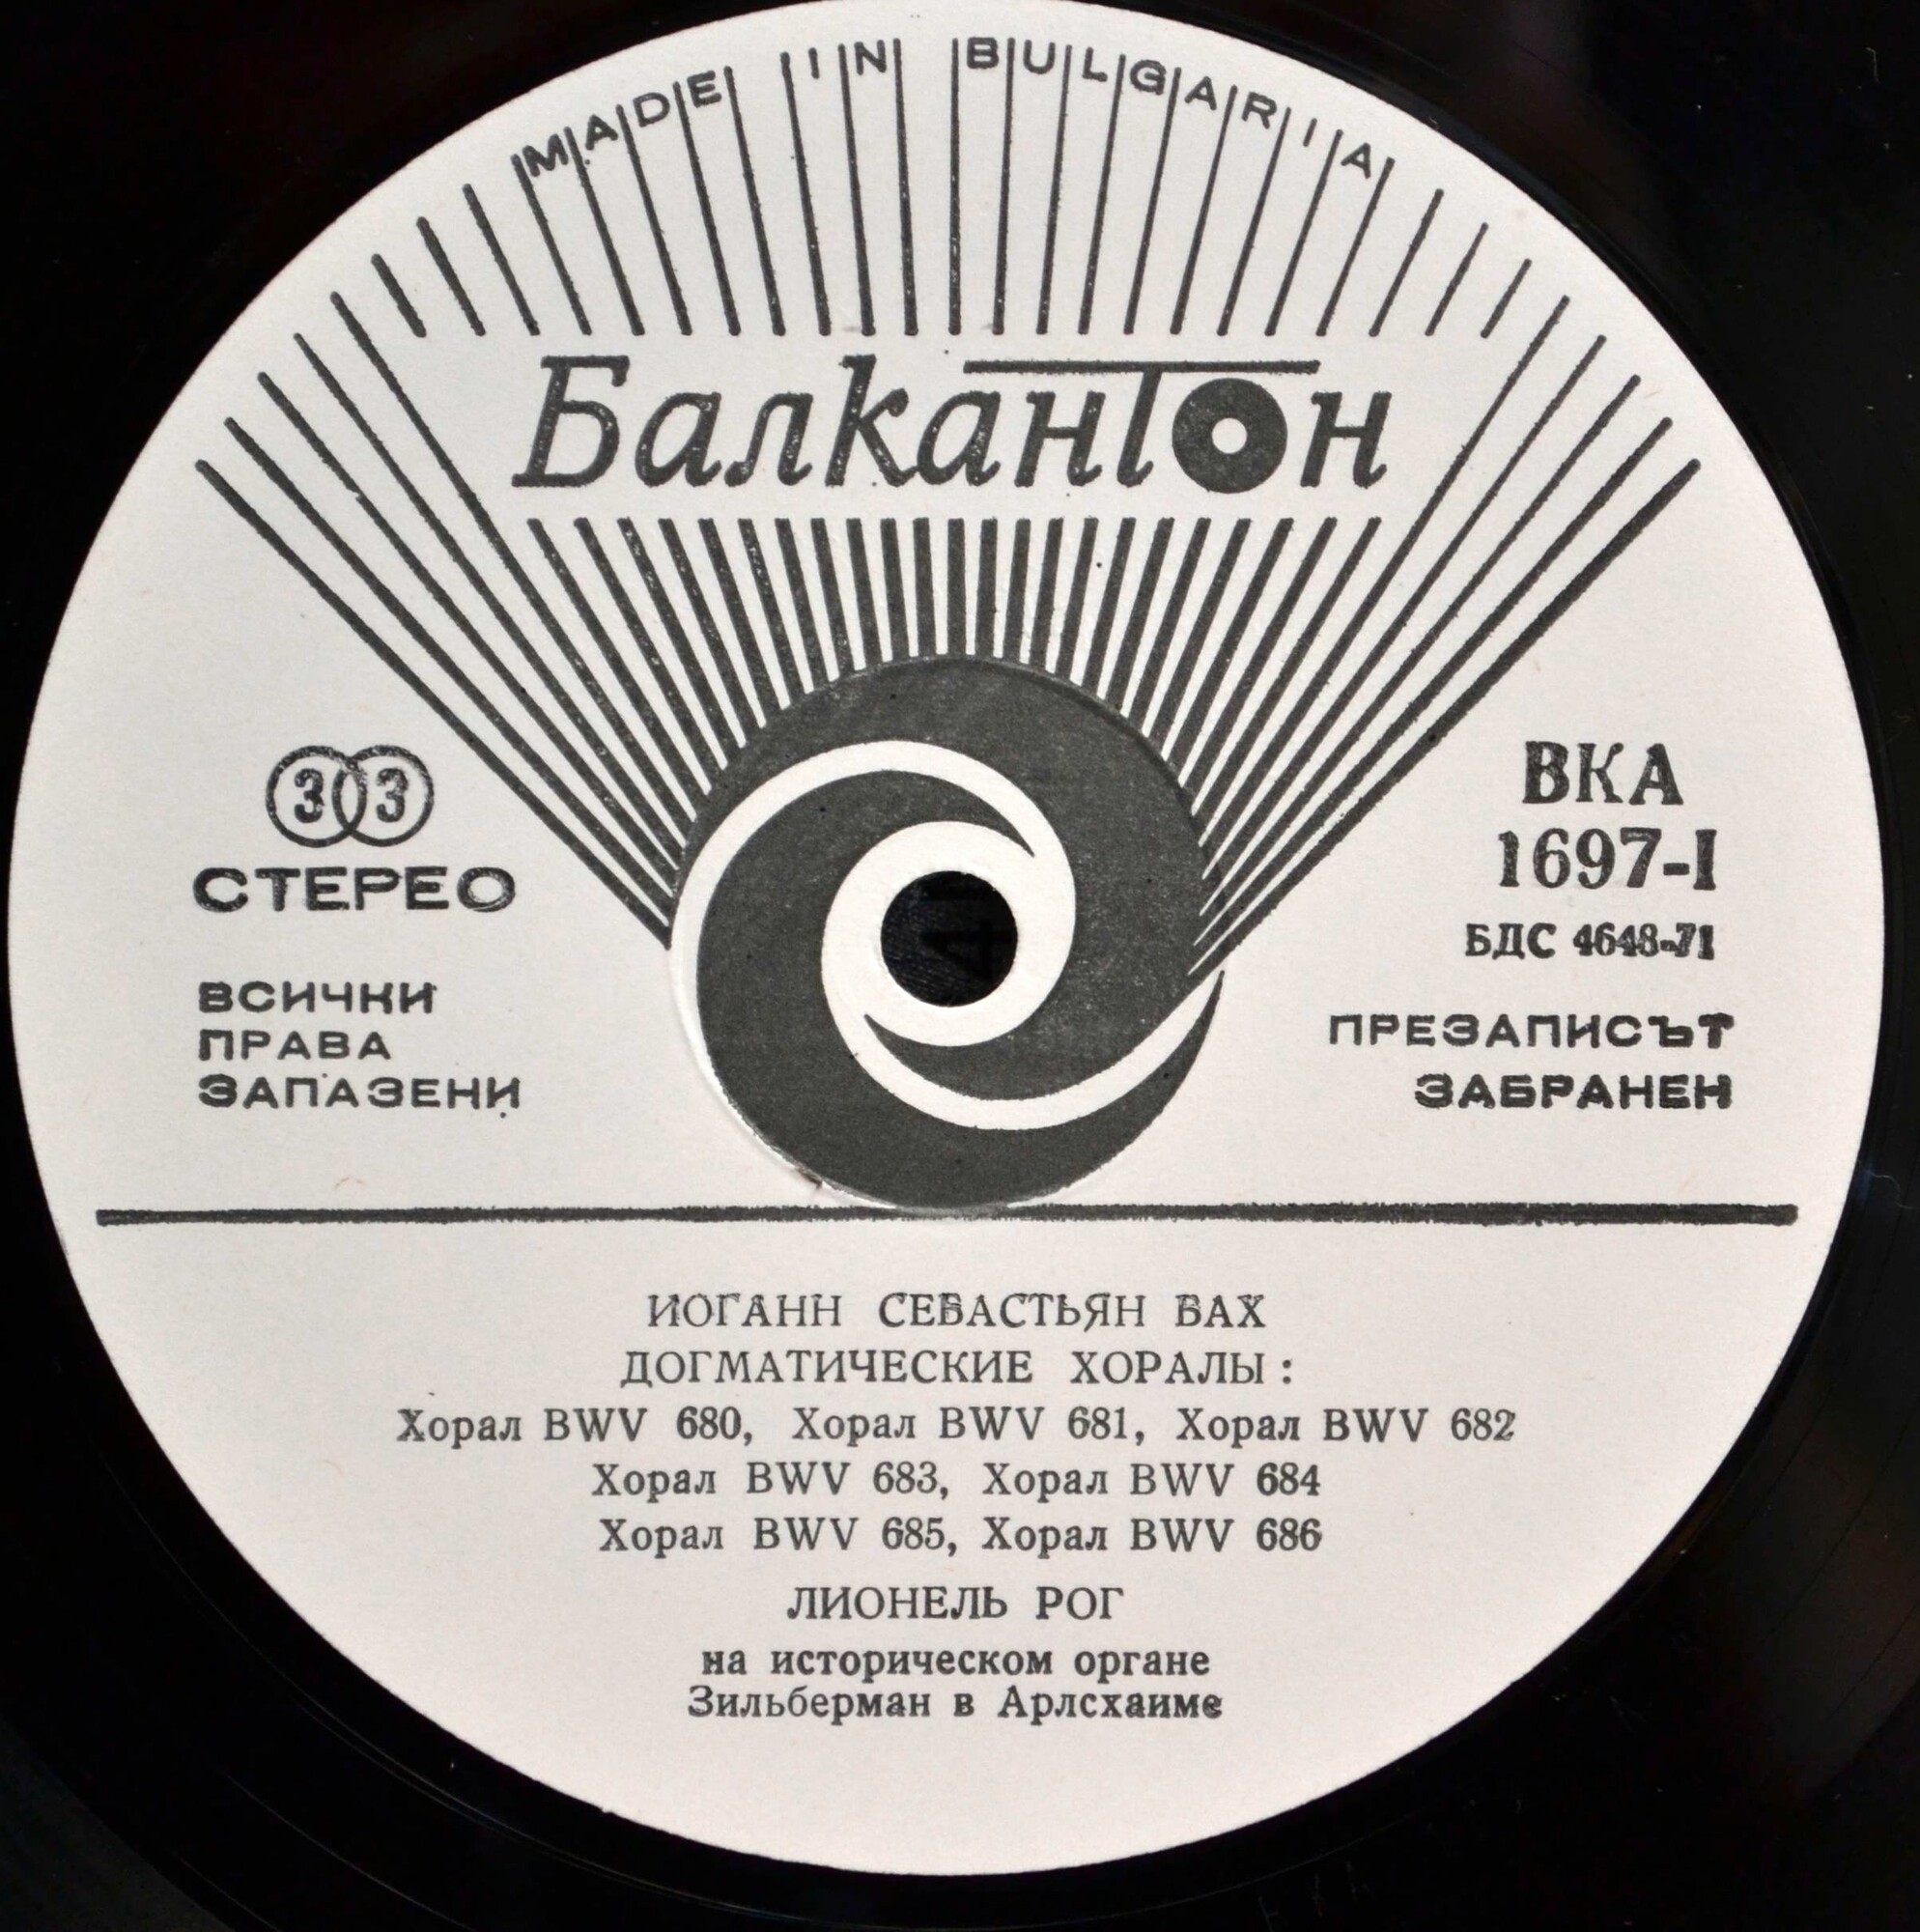 MADE IN BULGARIA
Балкантон
33
СТЕРЕО
ВСИЧКИ
ПРАВА
ЗАПАЗЕНИ
ВКА
1697-I
БДС 4648-71
ПРЕЗАПИСЪТ
ЗАБРАНЕН
ИОГАНН СЕВАСТЬЯН БАХ
ДОГМАТИЧЕСКИЕ ХОРАЛЫ:
Хорал BWV 680, Хорал BWV 681, Хорал BWV 682
Хорал BWV 683, Хорал BWV 684
Хорал BWV 685, Хорал BWV 686
ЛИОНЕЛЬ РОГ
на историческом органе
Зильберман в Арлсхаиме